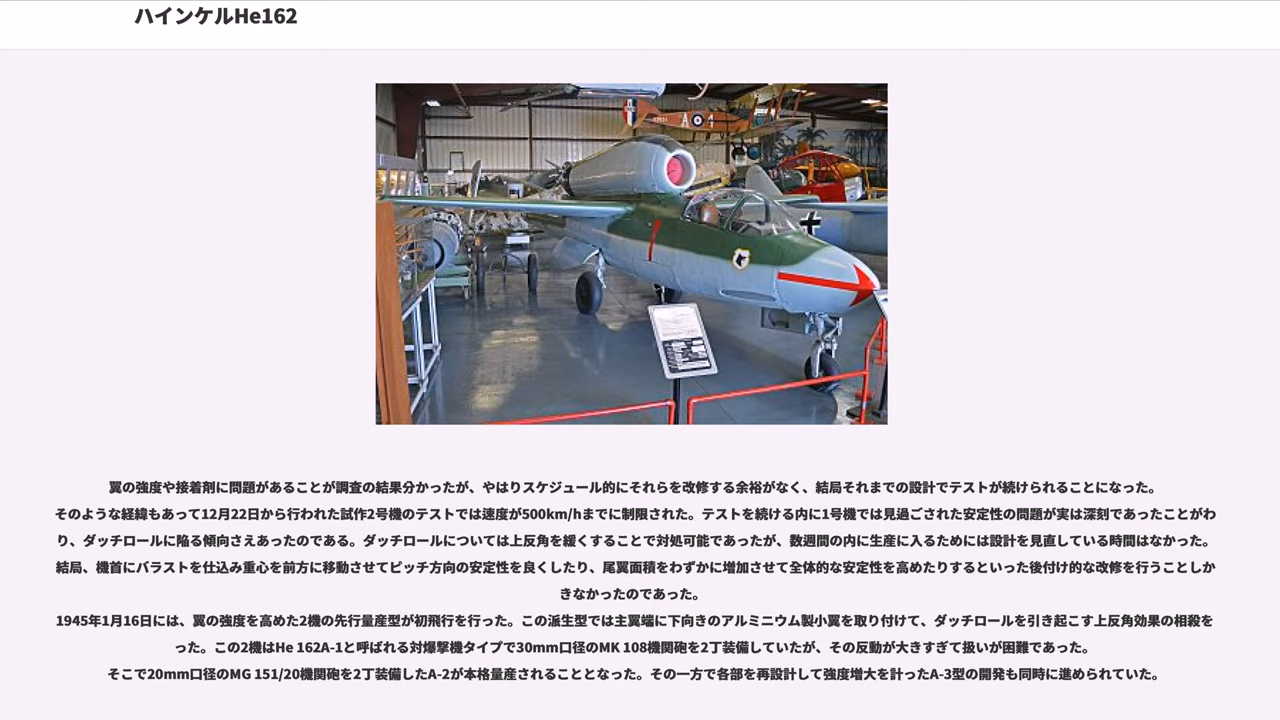 ハインケルHe162
A 4
翼の強度や接着剤に問題があることが調査の結果分かったが、やはりスケジュール的にそれらを改修する余裕がなく、結局それまでの設計でテストが続けられることになった。
そのような経緯もあって12月22日から行われた試作2号機のテストでは速度が500km/hまでに制限された。テストを続ける内に1号機では見過ごされた安定性の問題が実は深刻であったことがわ
り、ダッチロールに陥る傾向さえあったのである。ダッチロールについては上反角を緩くすることで対処可能であったが、数週間の内に生産に入るためには設計を見直している時間はなかった。
結局、機首にバラストを仕込み重心を前方に移動させてピッチ方向の安定性を良くしたり、尾翼面積をわずかに増加させて全体的な安定性を高めたりするといった後付け的な改修を行うことしか
きなかったのであった。
1945年1月16日には、翼の強度を高めた2機の先行量産型が初飛行を行った。この派生型では主翼端に下向きのアルミニウム製小翼を取り付けて、ダッチロールを引き起こす上反角効果の相殺を
った。この2機はHe 162A-1と呼ばれる対爆撃機タイプで30mm口径のMK 108機関砲を2丁装備していたが、その反動が大きすぎて扱いが困難であった。
そこで20mm口径のMG 151/20機関砲を2丁装備したA-2が本格量産されることとなった。その一方で各部を再設計して強度増大を計ったA-3型の開発も同時に進められていた。